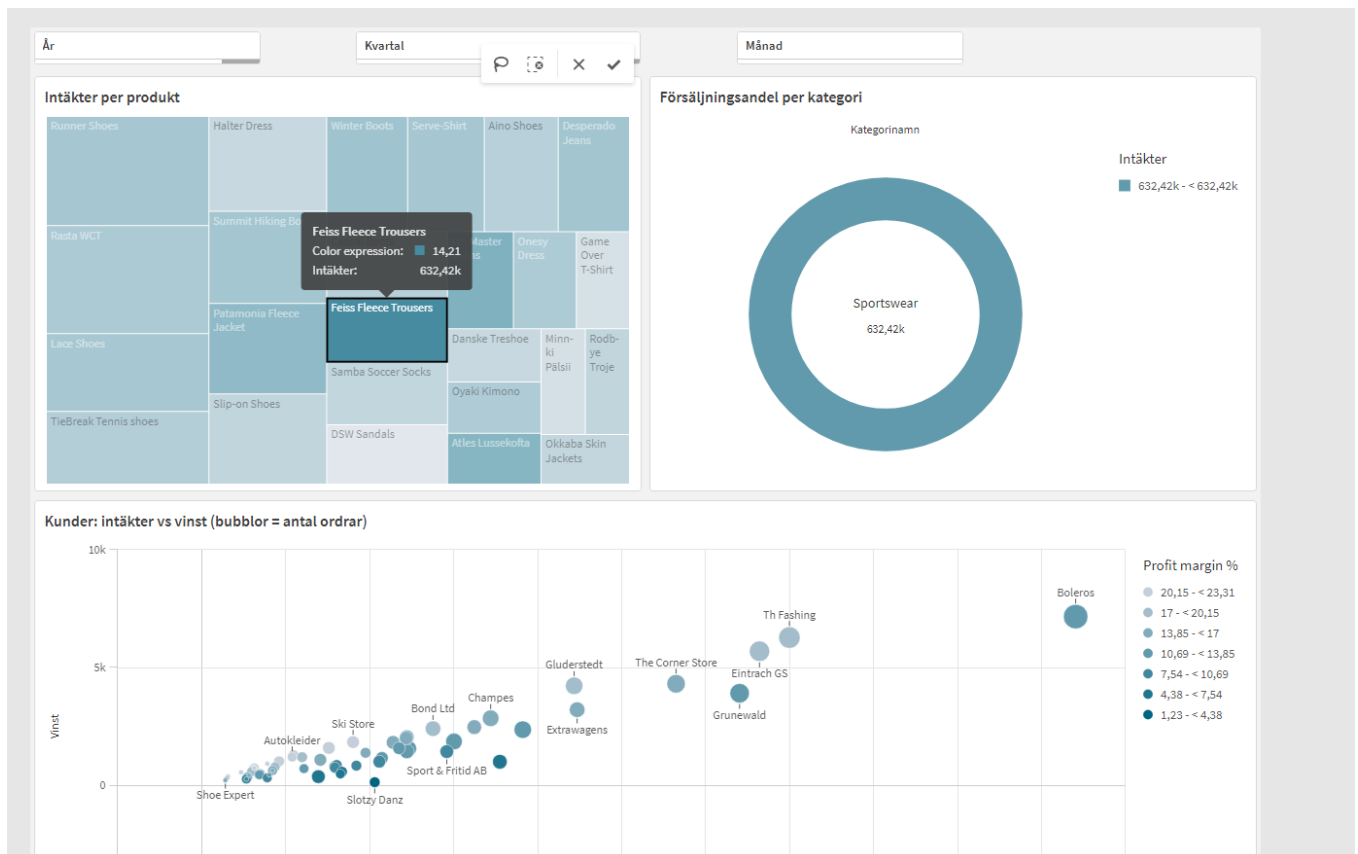 År
Kvartal
Månad
Intäkter per produkt
Runner Shoes
Halter Dress
Winter Boots
Serve-Shirt
Aino Shoes
Desperado
Jeans
Rasta WCT
Summit Hiking Bo
Feiss Fleece Trousers
Color expression: 14,21
Intäkter: 632,42k
Master
Onesy
Dress
Game
Over
T-Shirt
Feiss Fleece Trousers
Patamonia Fleece
Jacket
Lace Shoes
Danske Treshoe
Minn-
ki
Pälsii
Rodb-
ye
Troje
Samba Soccer Socks
Oyaki Kimono
Slip-on Shoes
TieBreak Tennis shoes
DSW Sandals
Atles Lussekofta
Okkaba Skin
Jackets
Försäljningsandel per kategori
Kategorinamn
Intäkter
632,42k - < 632,42k
Sportswear
632,42k
Kunder: intäkter vs vinst (bubblor = antal ordrar)
10k
5k
0
Vinst
Boleros
Th Fashing
Gluderstedt
The Corner Store
Eintrach GS
Champes
Grunewald
Bond Ltd
Extrawagens
Ski Store
Autokleider
Sport & Fritid AB
Shoe Expert
Slotzy Danz
Profit margin %
20,15 - < 23,31
17 - < 20,15
13,85 - < 17
10,69 - < 13,85
7,54 - < 10,69
4,38 - < 7,54
1,23 - < 4,38